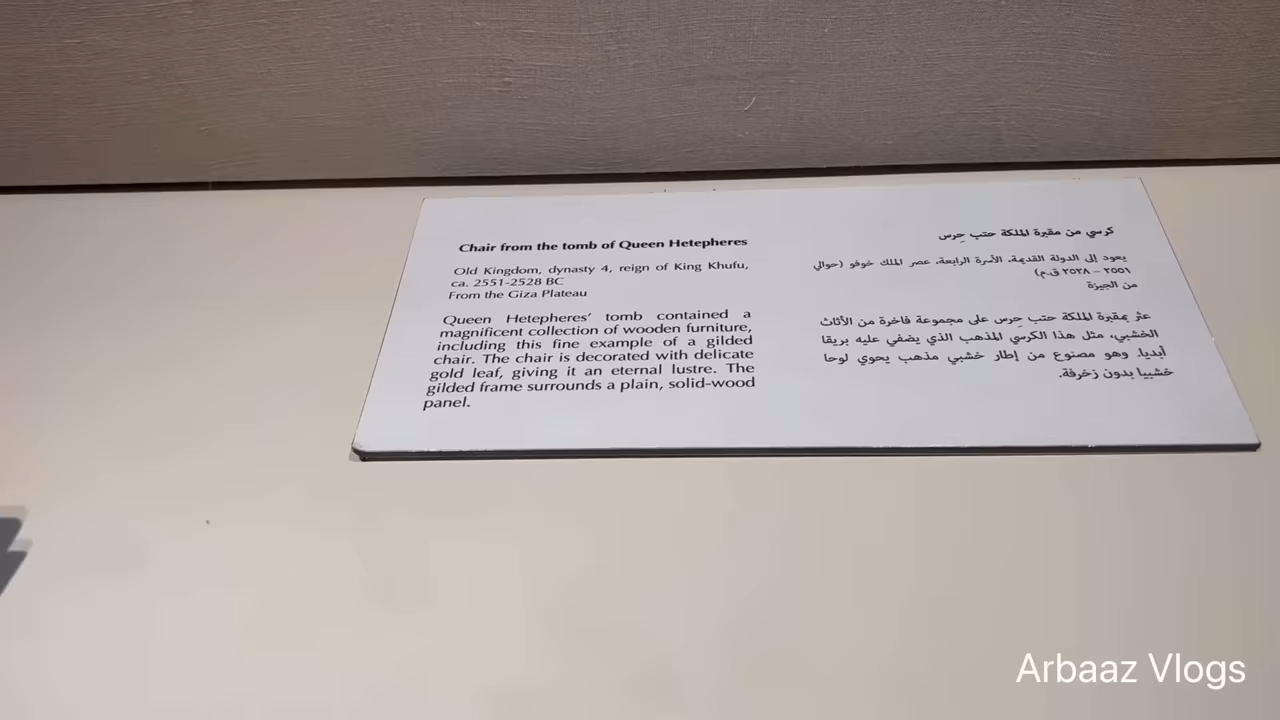 Chair from the tomb of Queen Hetepheres
Old Kingdom, dynasty 4, reign of King Khufu,
ca. 2551-2528 BC
From the Giza Plateau
Queen Hetepheres' tomb contained a
magnificent collection of wooden furniture,
including this fine example of a gilded
chair. The chair is decorated with delicate
gold leaf, giving it an eternal lustre. The
gilded frame surrounds a plain, solid-wood
panel.
كرسي من مقبرة الملكة حتب حِرس
يعود إلى الدولة القديمة، الأسرة الرابعة، عصر الملك خوفو (حوالي
٢٥٥١ – ٢٥٢٨ ق.م)
من الجيزة
عثر بمقبرة الملكة حتب حِرس على مجموعة فاخرة من الأثاث
الخشبي، مثل هذا الكرسي المذهب الذي يضفي عليه بريقا
أبديا. وهو مصنوع من إطار خشبي مذهب يحوي لوحا
خشبيا بدون زخرفة.
Arbaaz Vlogs